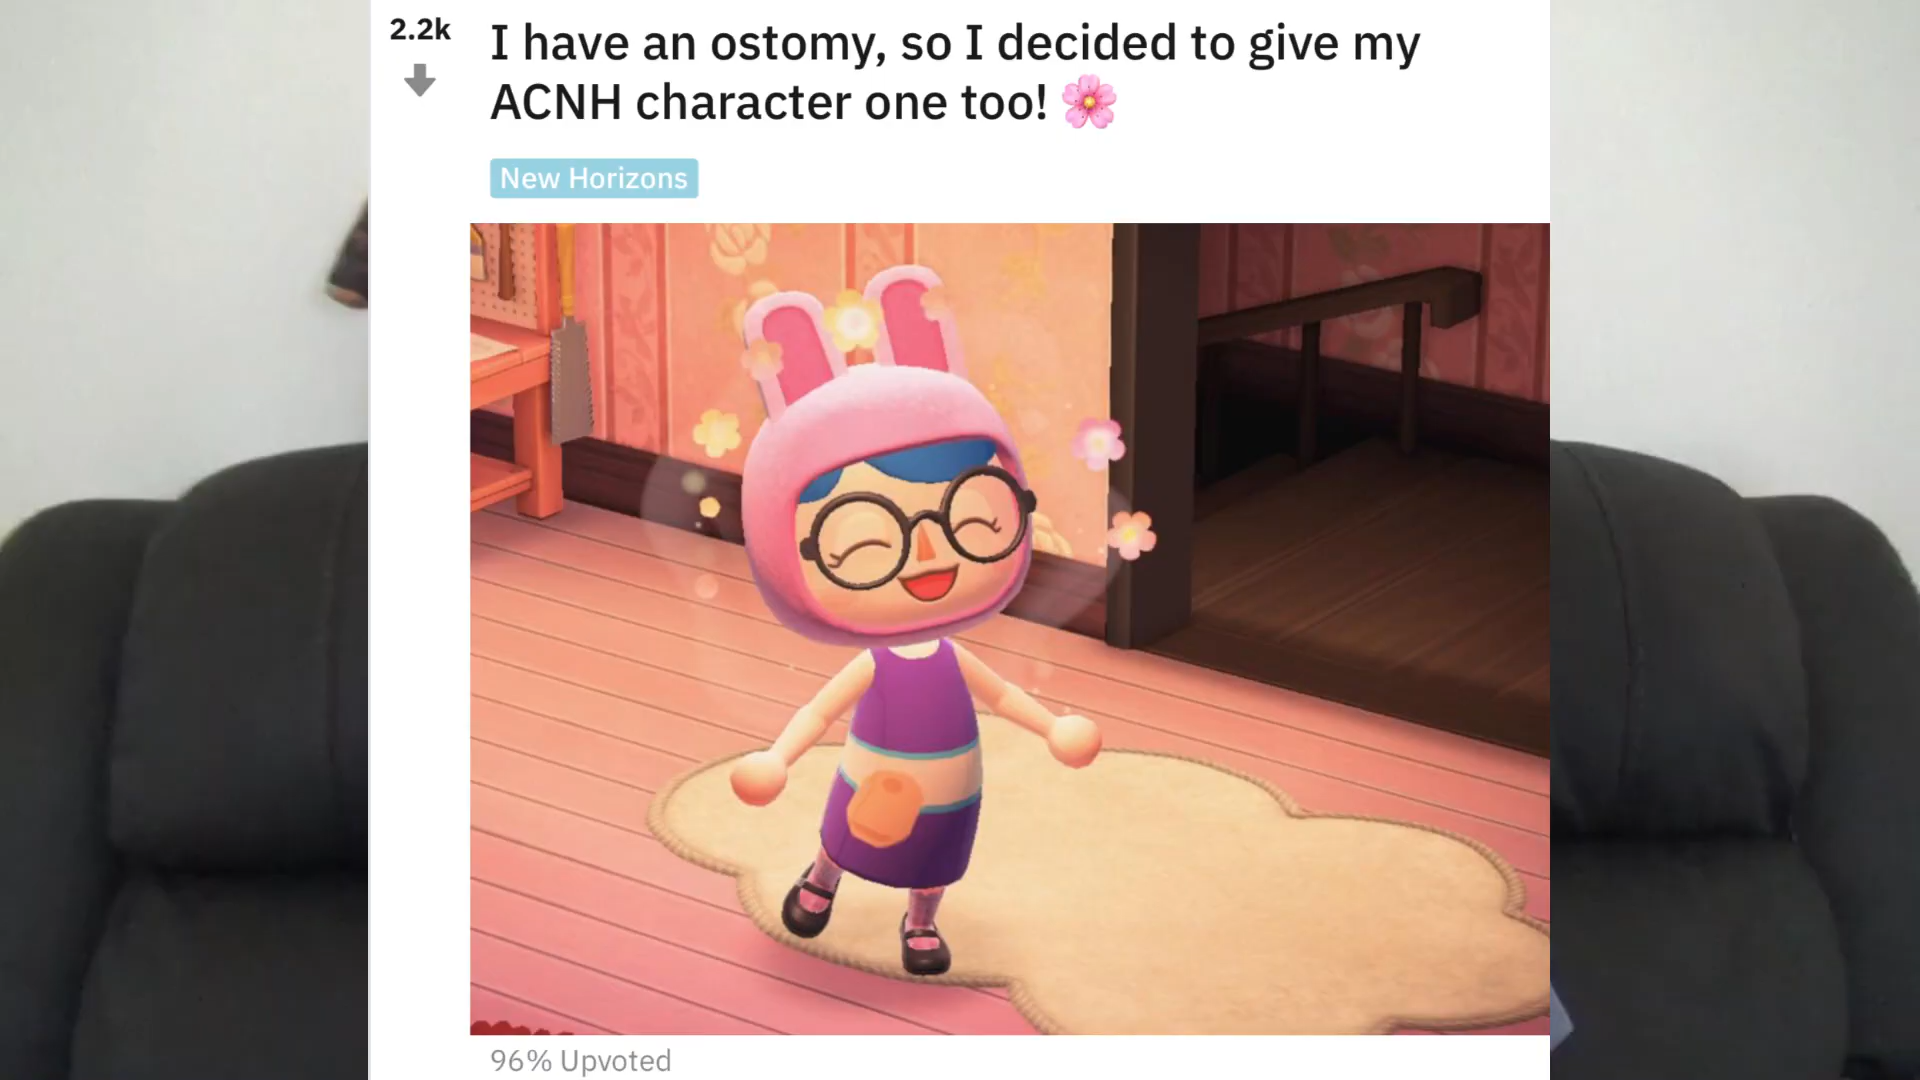 2.2k
I have an ostomy, so I decided to give my
ACNH character one too! 🌸
New Horizons
96% Upvoted